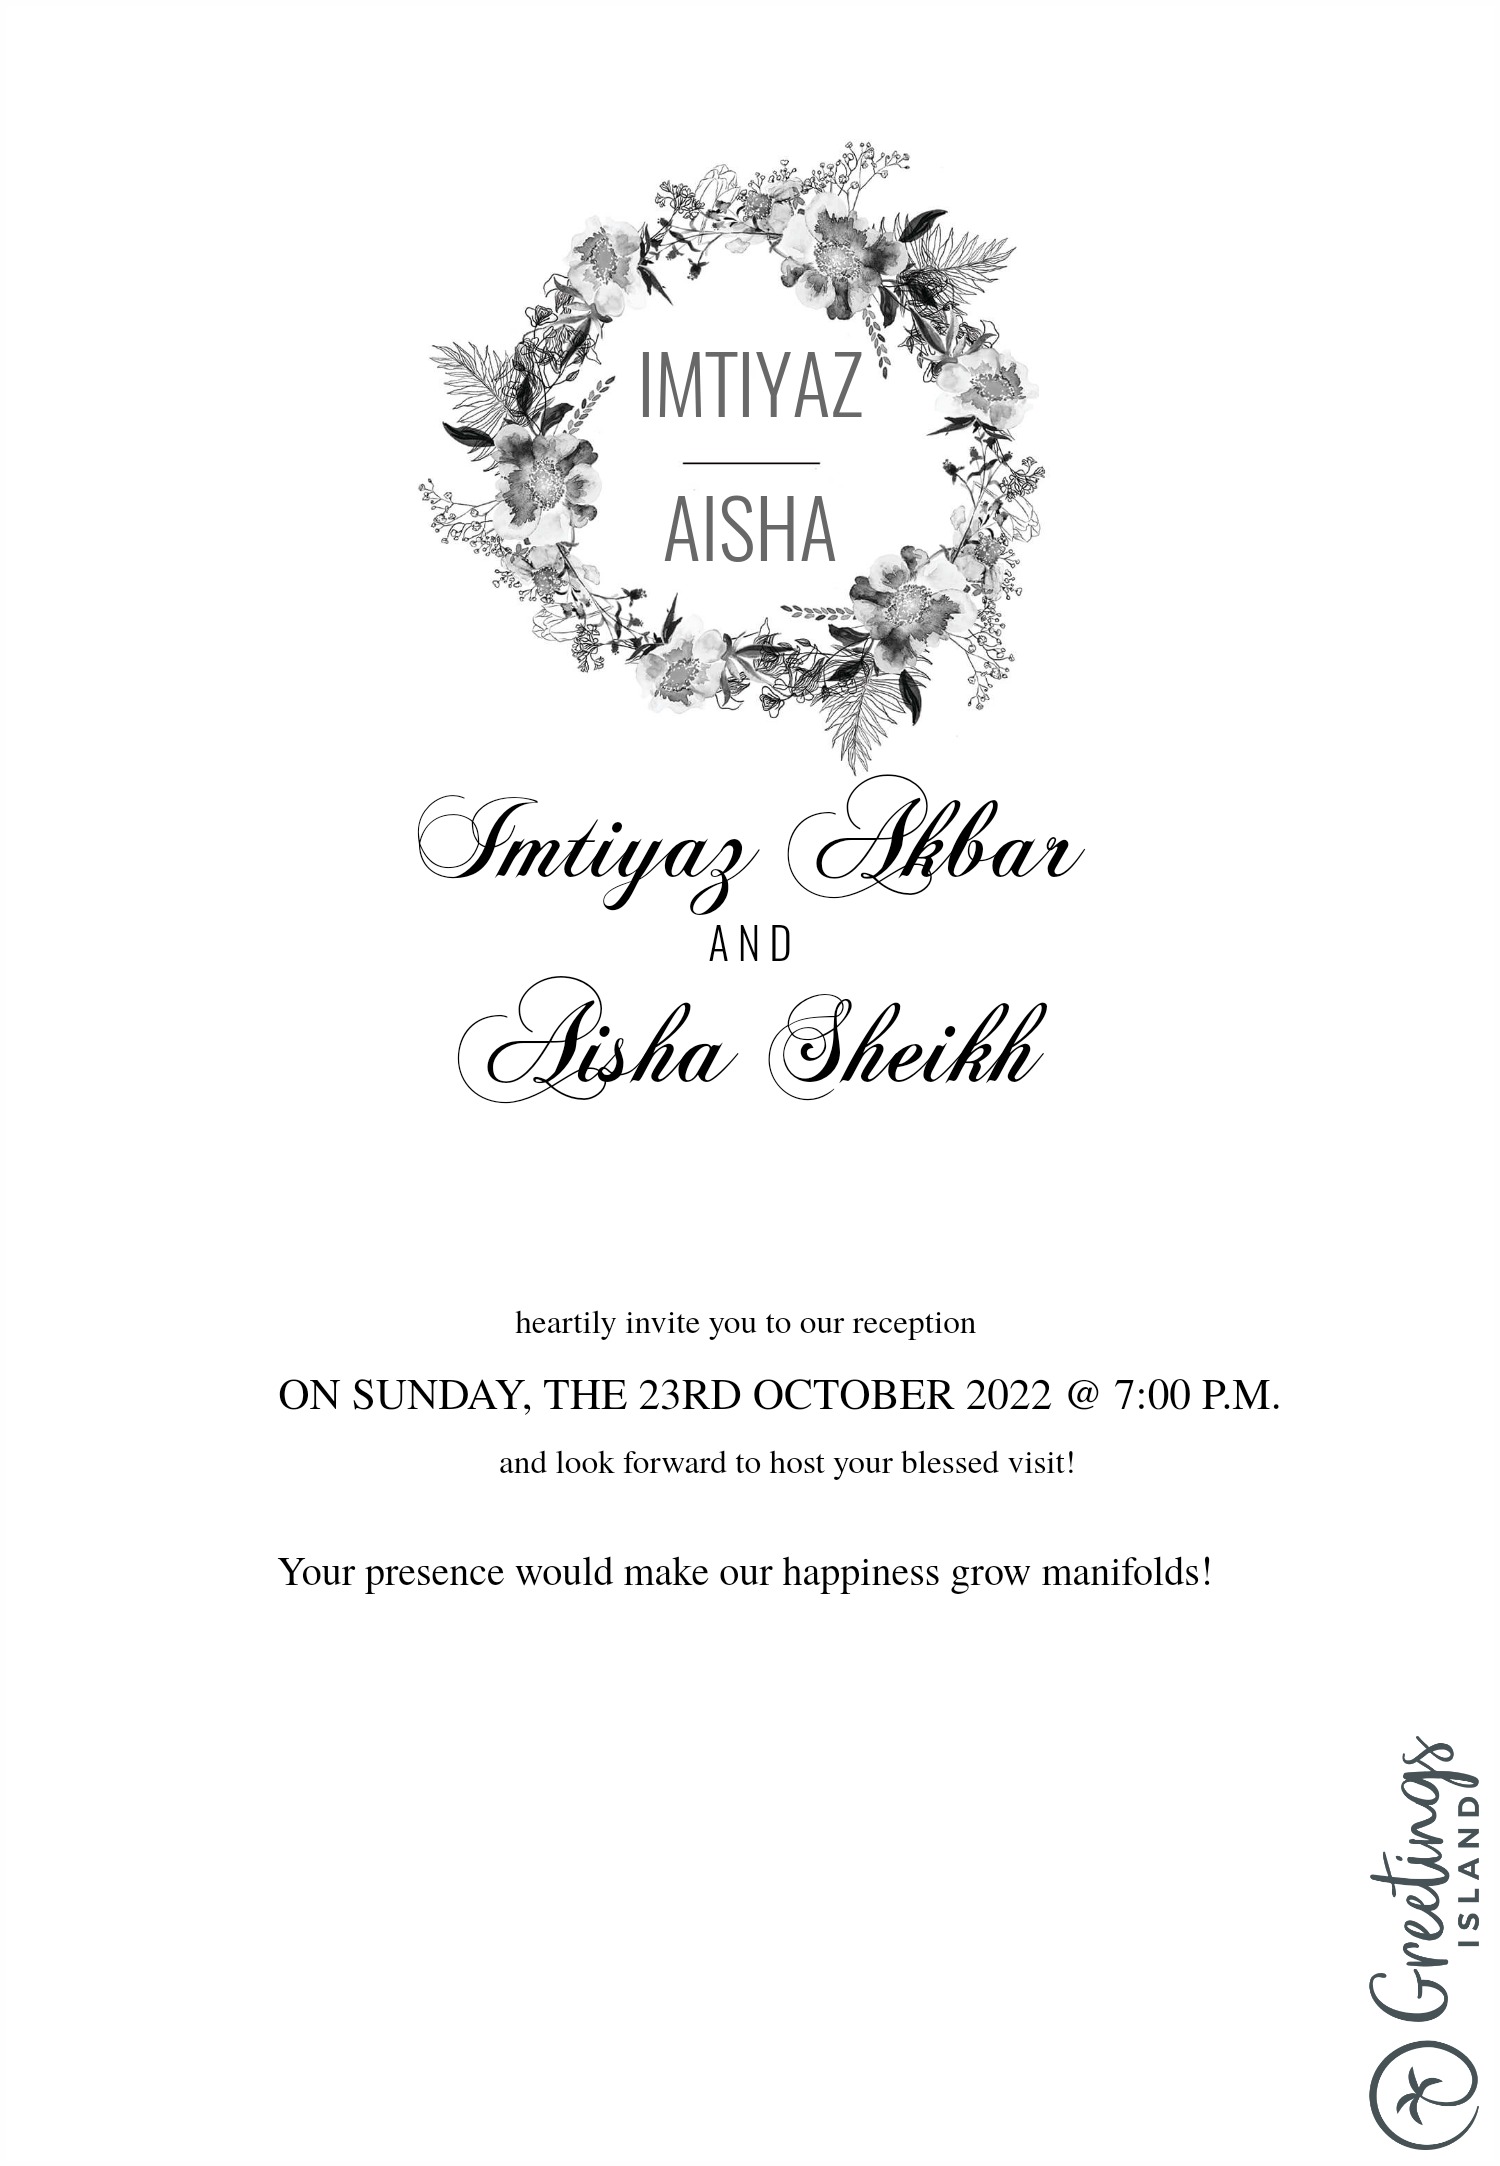 IMTIYAZ
AISHA
Imtiyaz Akbar
AND
Aisha Sheikh
heartily invite you to our reception
ON SUNDAY, THE 23RD OCTOBER 2022 @ 7:00 P.M.
and look forward to host your blessed visit!
Your presence would make our happiness grow manifolds!
Greetings
ISLAND